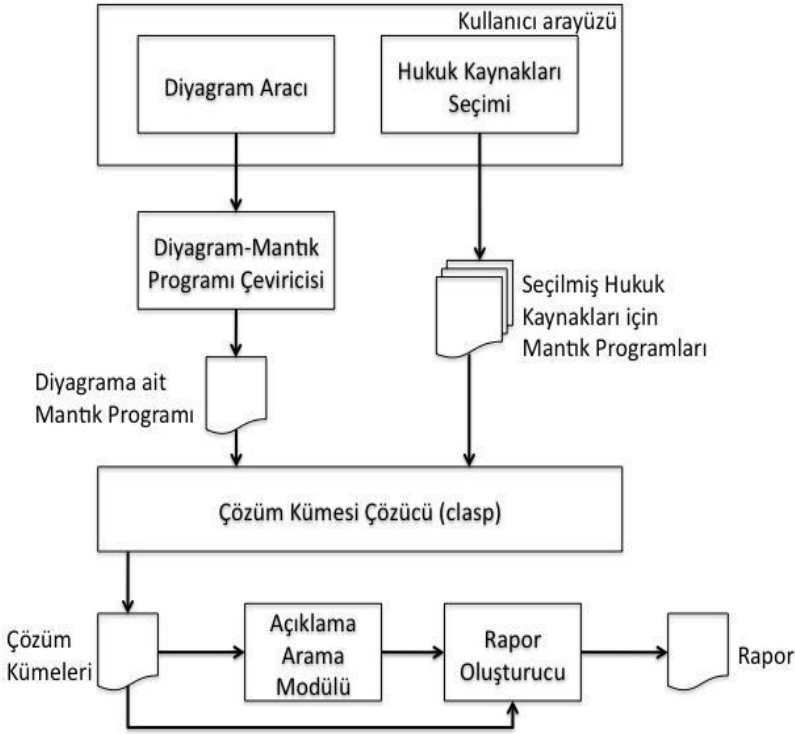 Kullanıcı arayüzü
Diyagram Aracı
Hukuk Kaynakları
Seçimi
Diyagram-Mantık
Programı Çeviricisi
Seçilmiş Hukuk
Kaynakları için
Mantık Programları
Diyagrama ait
Mantık Programı
Çözüm Kümesi Çözücü (clasp)
Çözüm
Kümeleri
Açıklama
Arama
Modülü
Rapor
Oluşturucu
Rapor